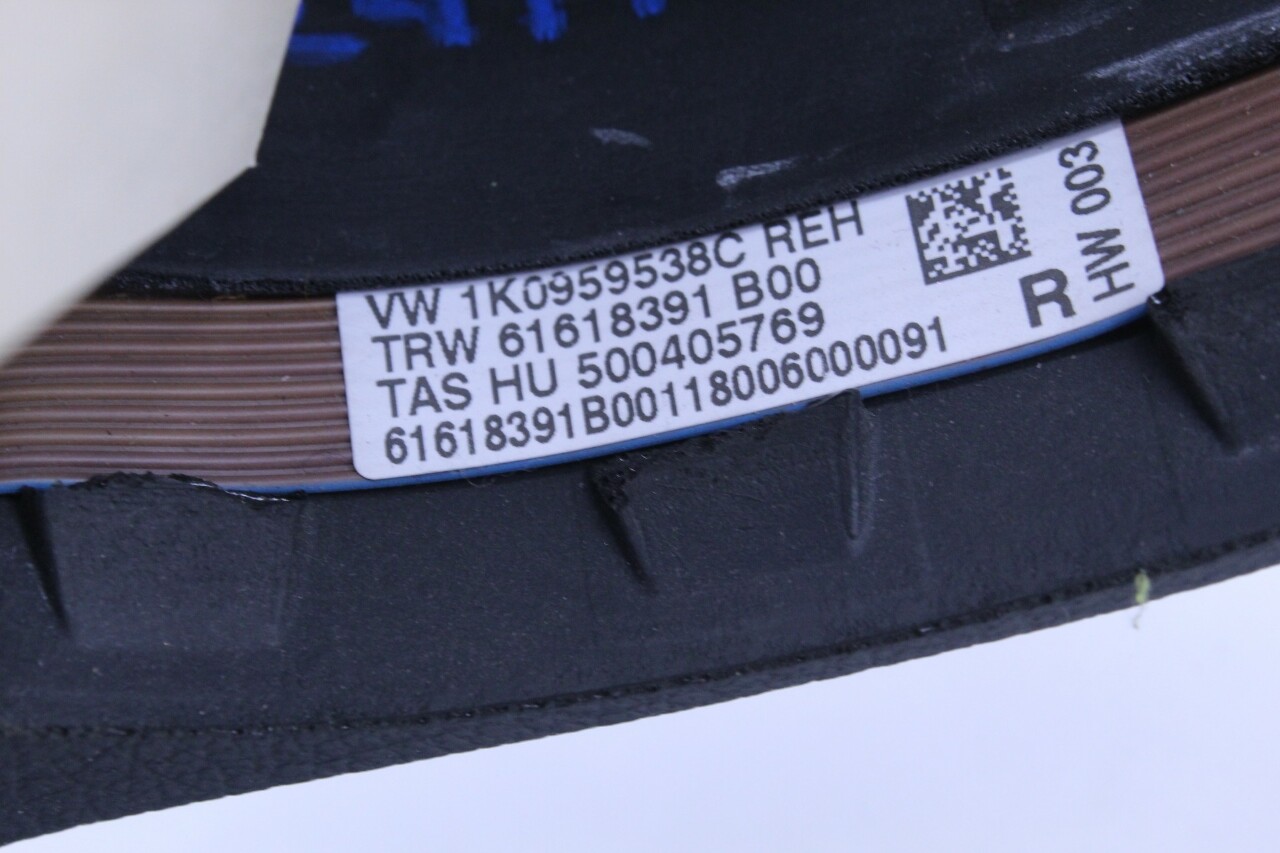 VW 1K0959538C REH
TRW 61618391 B00
TAS HU 500405769
61618391B00118006000091
R
HW 003